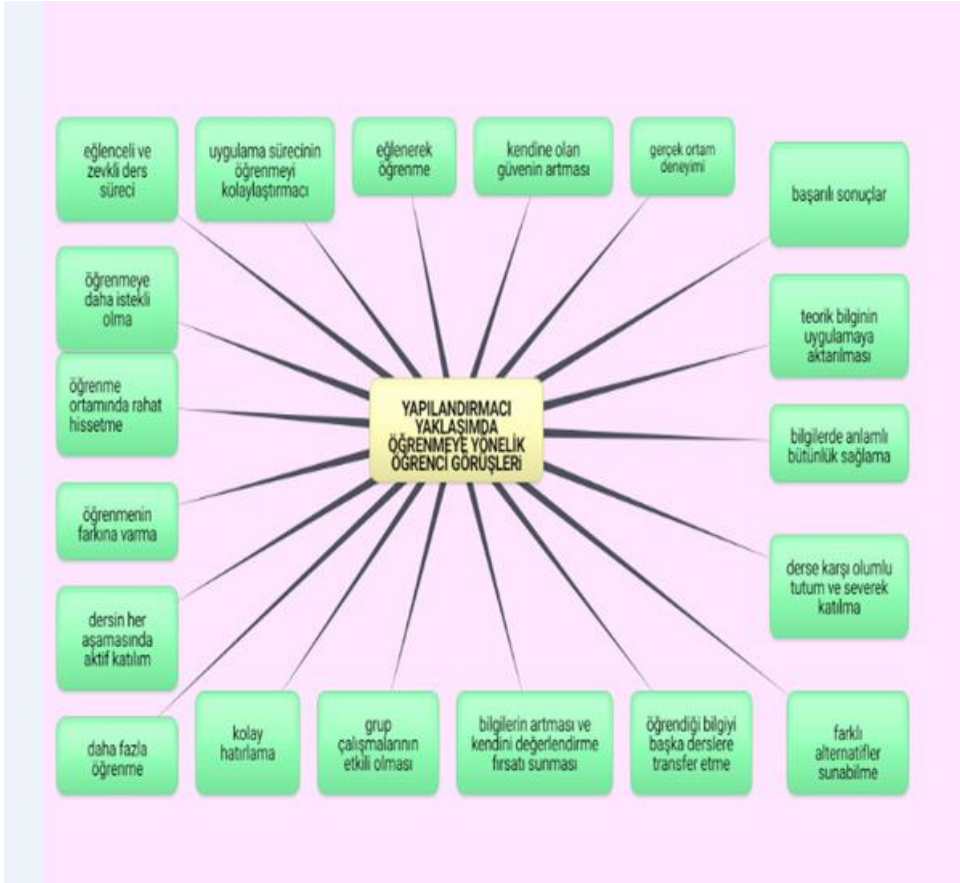 eğlenceli ve
zevkli ders
süreci
uygulama sürecinin
öğrenmeyi
kolaylaştırmacı
eğlenerek
öğrenme
kendine olan
güvenin artması
gerçek ortam
deneyimi
başarılı sonuçlar
öğrenmeye
daha istekli
olma
teorik bilginin
uygulamaya
aktarılması
öğrenme
ortamında rahat
hissetme
YAPILANDIRMACI
YAKLAŞIMDA
ÖĞRENMEYE YÖNELİK
ÖĞRENCİ GÖRÜŞLERİ
bilgilerde anlamlı
bütünlük sağlama
öğrenmenin
farkına varma
derse karşı olumlu
tutum ve severek
katılma
dersin her
aşamasında
aktif katılım
daha fazla
öğrenme
kolay
hatırlama
grup
çalışmalarının
etkili olması
bilgilerin artması ve
kendini değerlendirme
fırsatı sunması
öğrendiği bilgiyi
başka derslere
transfer etme
farklı
alternatifler
sunabilme